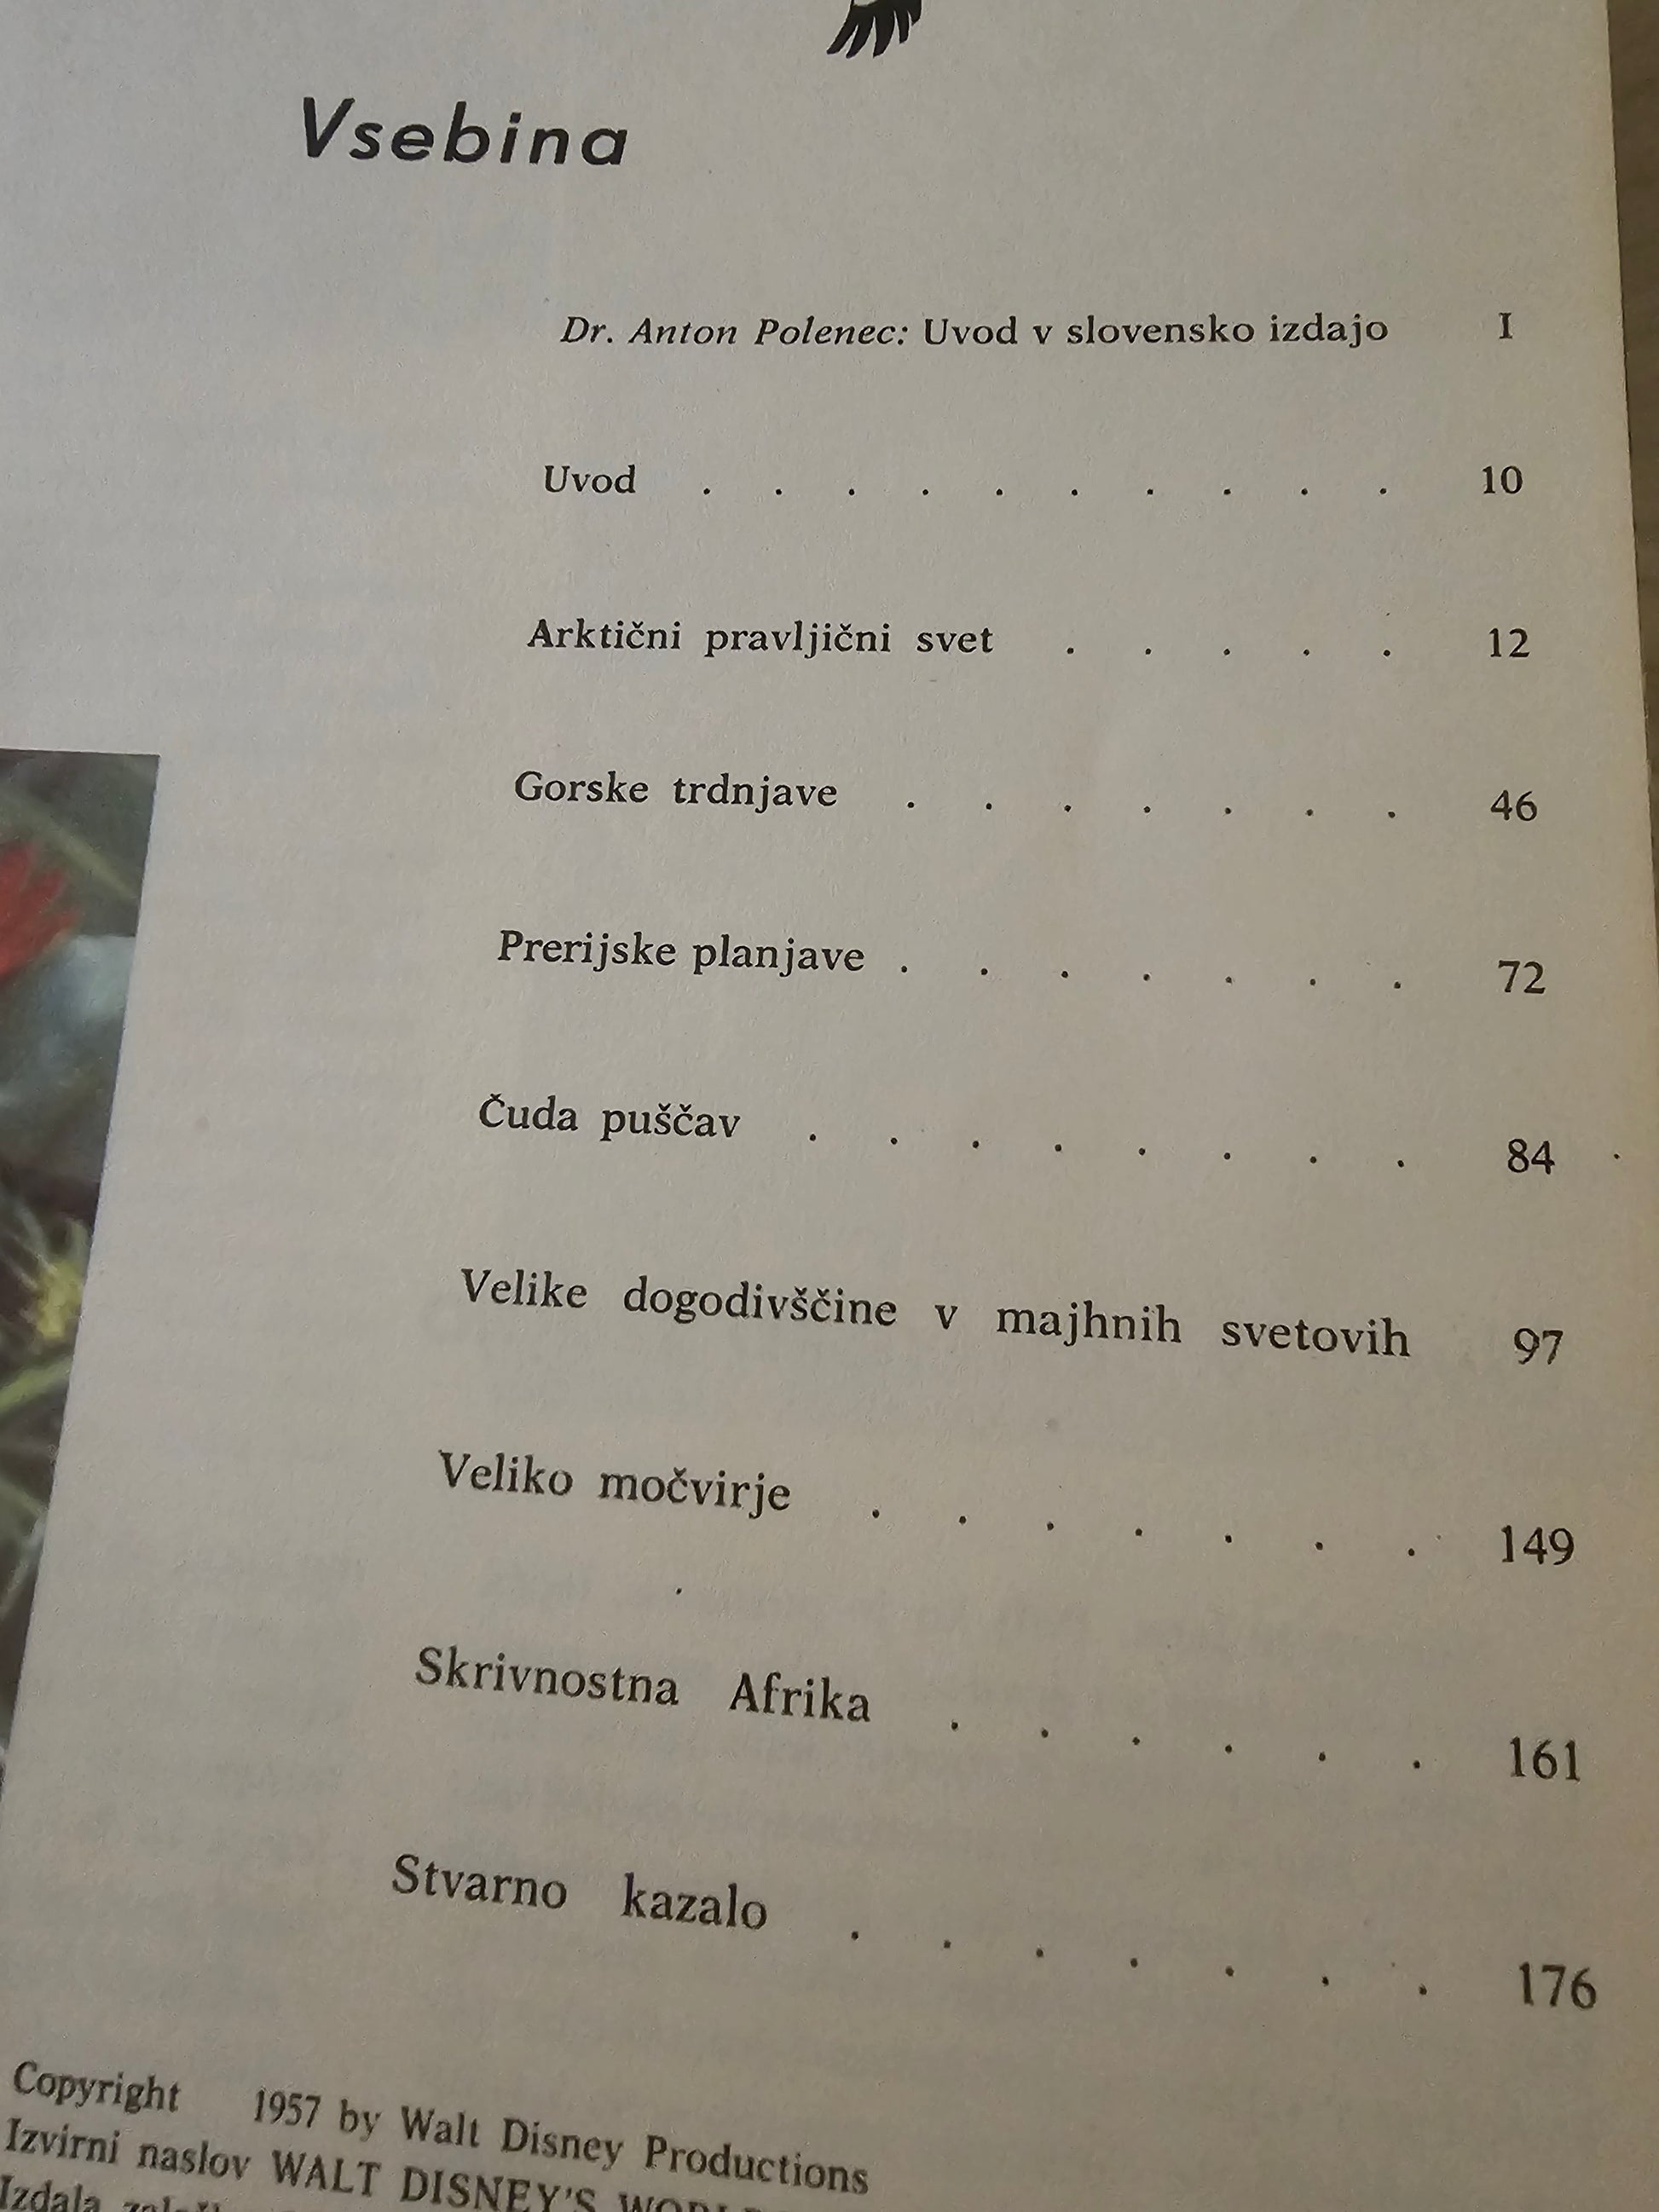 Vsebina
Dr. Anton Polenec: Uvod v slovensko izdajo I
Uvod . . . . . . . . . . 10
Arktični pravljični svet . . . . . 12
Gorske trdnjave . . . . . . . 46
Prerijske planjave . . . . . . . 72
Čuda puščav . . . . . . . . 84
Velike dogodivščine v majhnih svetovih 97
Veliko močvirje . . . . . . . 149
Skrivnostna Afrika . . . . . . 161
Stvarno kazalo . . . . . . . 176
Copyright 1957 by Walt Disney Productions
Izvirni naslov WALT DISNEY'S
Izdala